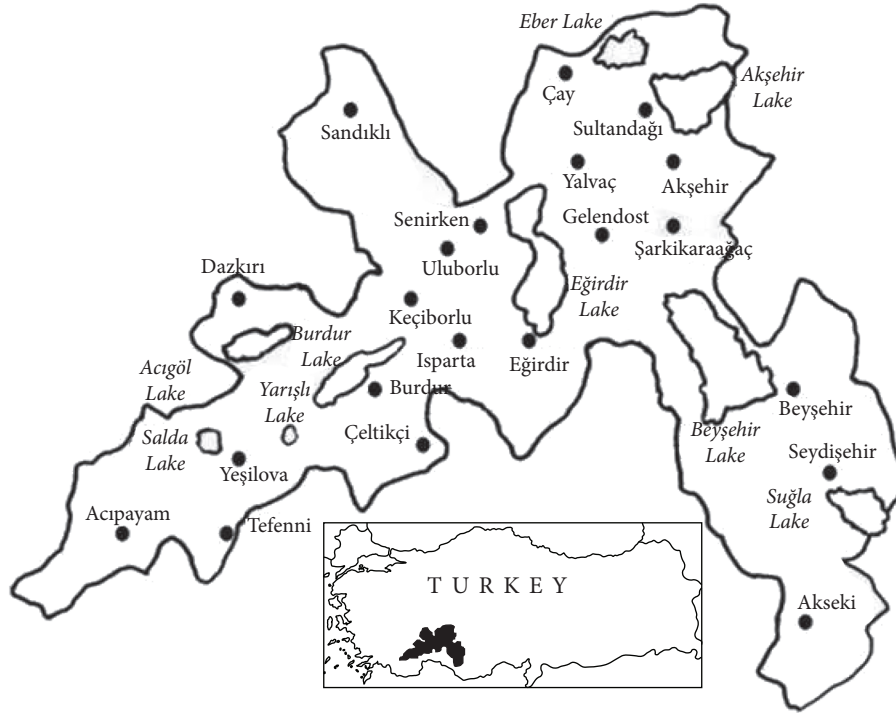 Eber Lake
Akşehir
Lake
Çay
Sandıklı
Sultandağı
Yalvaç
Akşehir
Senirken
Gelendost
Şarkikaraağaç
Uluborlu
Dazkırı
Eğirdir
Lake
Keçiborlu
Burdur
Lake
Isparta
Eğirdir
Acıgöl
Lake
Yarışlı
Lake
Burdur
Beyşehir
Beyşehir
Lake
Salda
Lake
Çeltikçi
Seydişehir
Yeşilova
Suğla
Lake
Acıpayam
Tefenni
TURKEY
Akseki